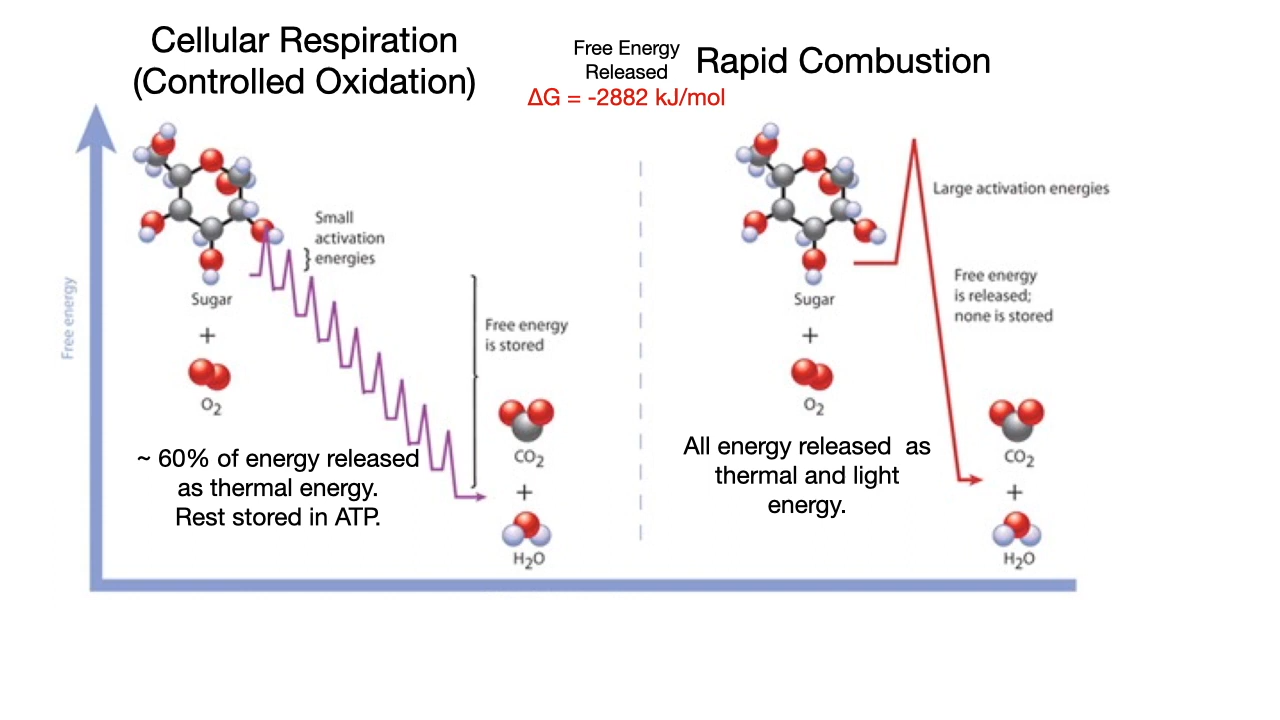 Cellular Respiration
(Controlled Oxidation)
Free Energy
Released
ΔG = -2882 kJ/mol
Rapid Combustion
Free energy
Small
activation
energies
Sugar
+
O₂
Free energy
is stored
~ 60% of energy released
as thermal energy.
Rest stored in ATP.
CO₂
+
H₂O
Large activation energies
Free energy
is released;
none is stored
Sugar
+
O₂
All energy released as
thermal and light
energy.
CO₂
+
H₂O